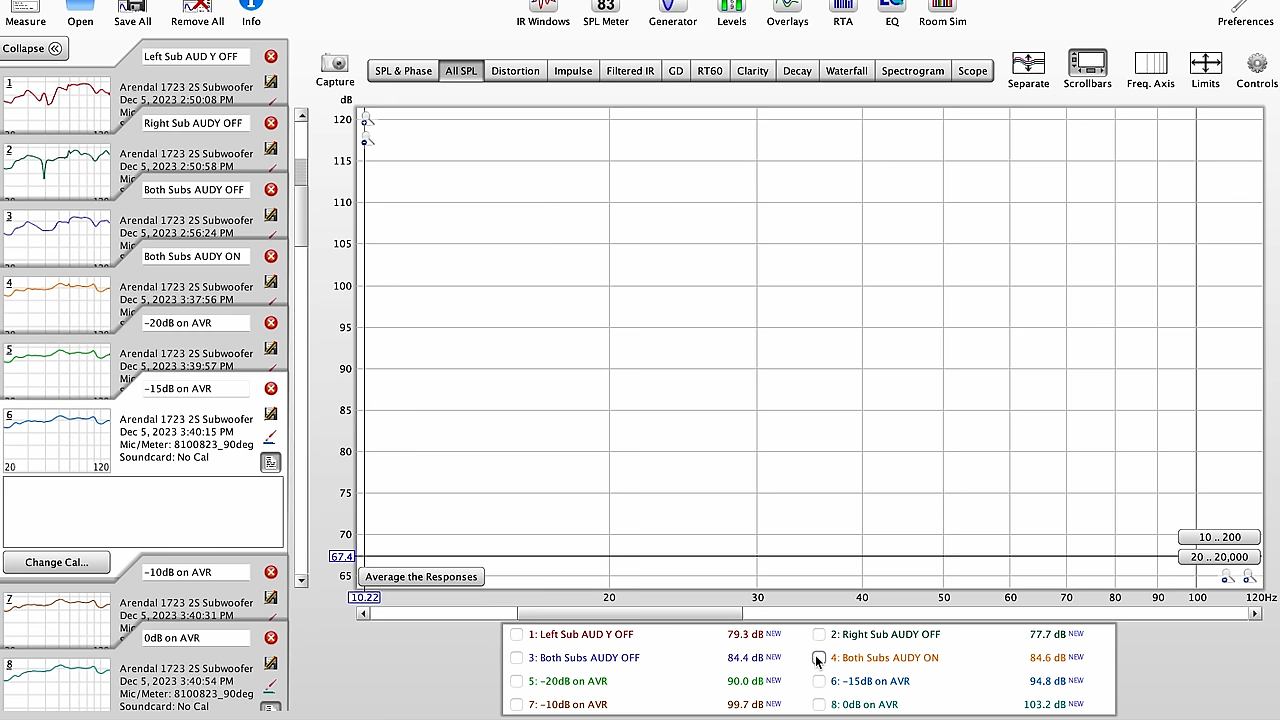 Measure Open Save All Remove All Info IR Windows 83 SPL Meter Generator Levels Overlays RTA EQ Room Sim Preferences
Collapse
Left Sub AUD Y OFF
1
Arendal 1723 2S Subwoofer
Dec 5, 2023 2:50:08 PM
Right Sub AUDY OFF
2
Arendal 1723 2S Subwoofer
Dec 5, 2023 2:50:58 PM
Both Subs AUDY OFF
3
Arendal 1723 2S Subwoofer
Dec 5, 2023 2:56:24 PM
Both Subs AUDY ON
4
Arendal 1723 2S Subwoofer
Dec 5, 2023 3:37:56 PM
-20dB on AVR
5
Arendal 1723 2S Subwoofer
Dec 5, 2023 3:39:57 PM
-15dB on AVR
6
Arendal 1723 2S Subwoofer
Dec 5, 2023 3:40:15 PM
Mic/Meter: 8100823_90deg
Soundcard: No Cal
20 120
Change Cal...
-10dB on AVR
7
Arendal 1723 2S Subwoofer
Dec 5, 2023 3:40:31 PM
0dB on AVR
8
Arendal 1723 2S Subwoofer
Dec 5, 2023 3:40:54 PM
Mic/Meter: 8100823_90deg
Soundcard: No Cal
Capture
SPL & Phase All SPL Distortion Impulse Filtered IR GD RT60 Clarity Decay Waterfall Spectrogram Scope
Separate Scrollbars Freq. Axis Limits Controls
dB
120
115
110
105
100
95
90
85
80
75
70
67.4
65
10 .. 200
20 .. 20,000
Average the Responses
10.22 20 30 40 50 60 70 80 90 100 120Hz
1: Left Sub AUD Y OFF 79.3 dB NEW 2: Right Sub AUDY OFF 77.7 dB NEW
3: Both Subs AUDY OFF 84.4 dB NEW 4: Both Subs AUDY ON 84.6 dB NEW
5: -20dB on AVR 90.0 dB NEW 6: -15dB on AVR 94.8 dB NEW
7: -10dB on AVR 99.7 dB NEW 8: 0dB on AVR 103.2 dB NEW